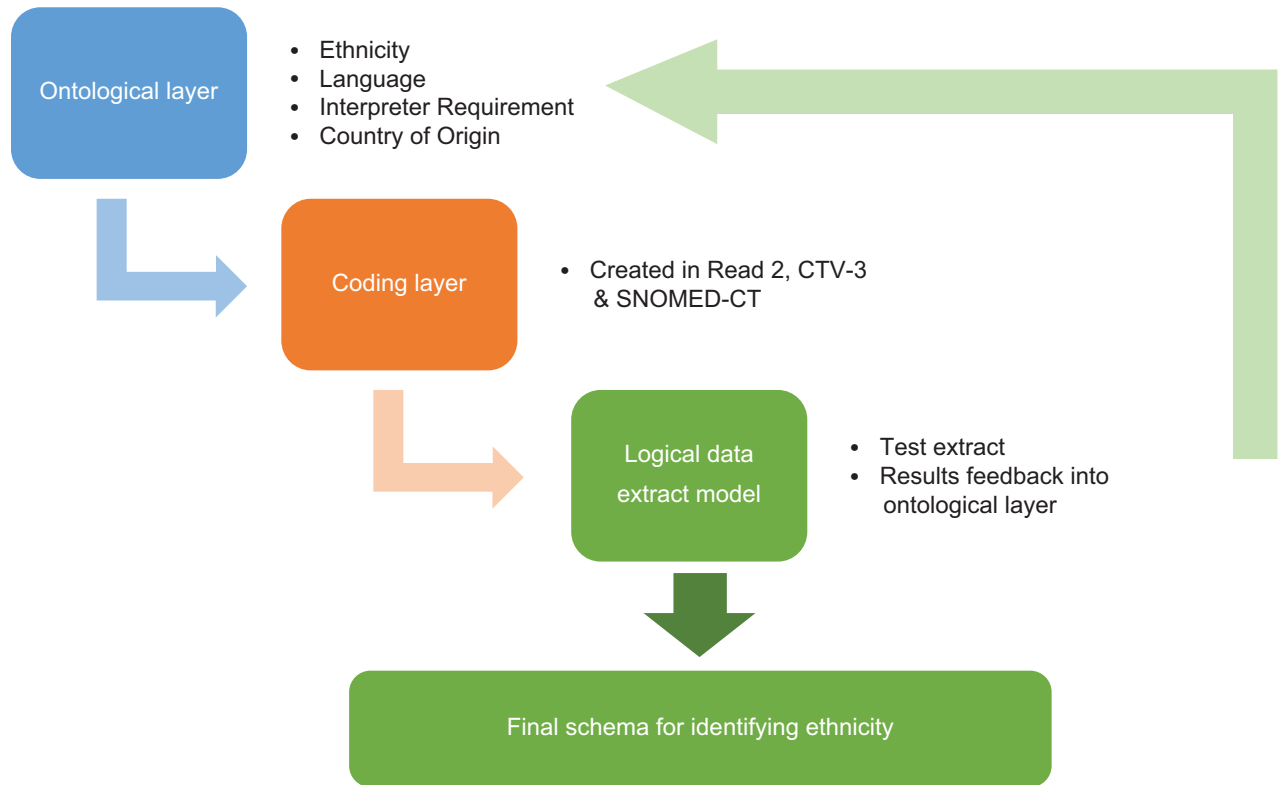 Ontological layer
• Ethnicity
• Language
• Interpreter Requirement
• Country of Origin
Coding layer
• Created in Read 2, CTV-3
& SNOMED-CT
Logical data
extract model
• Test extract
• Results feedback into
ontological layer
Final schema for identifying ethnicity